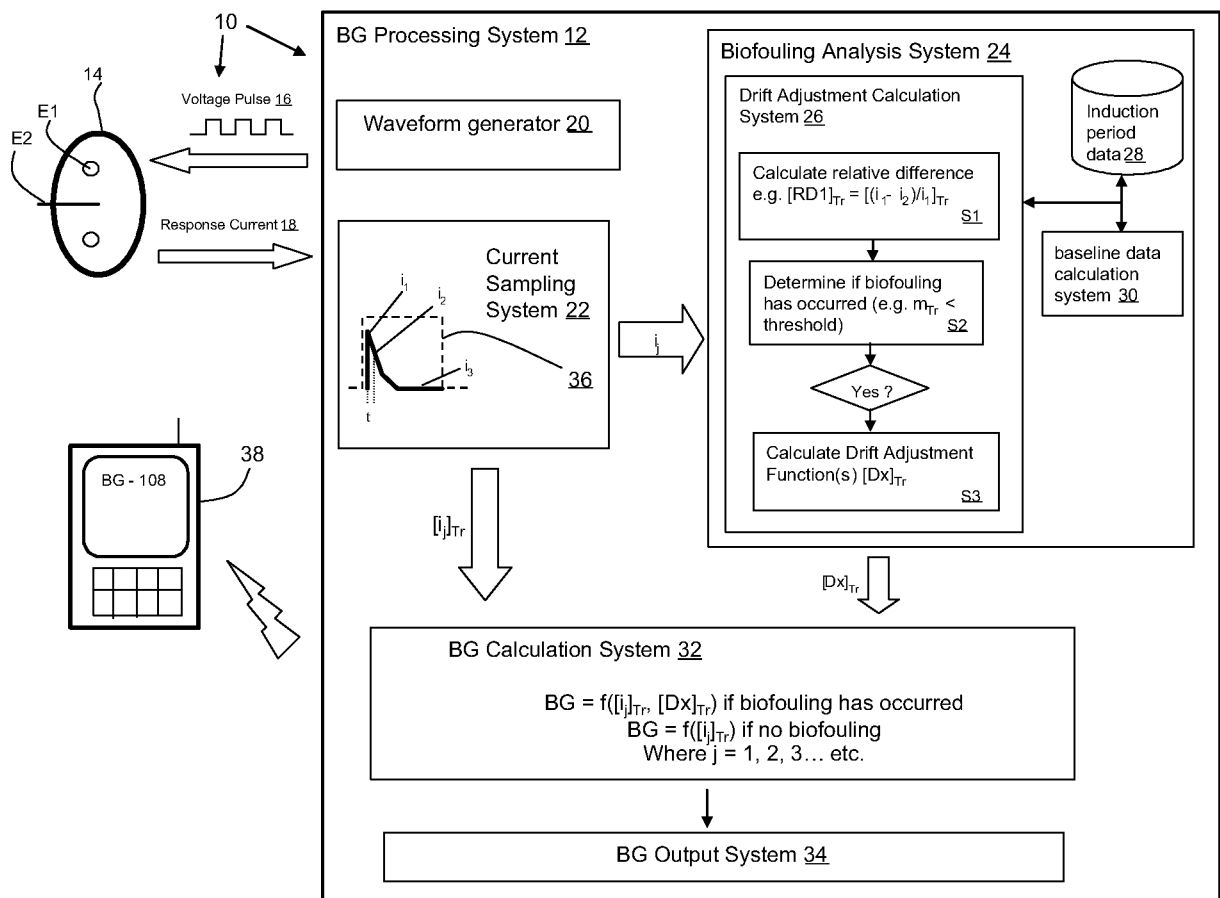 10
14
E1
E2
Voltage Pulse 16
Response Current 18
BG - 108
38
BG Processing System 12
Waveform generator 20
Current
Sampling
System 22
i₁
i₂
i₃
t
36
iⱼ
Biofouling Analysis System 24
Drift Adjustment Calculation
System 26
Calculate relative difference
e.g. [RD1]Tr = [(i₁- i₂)/i₁]Tr
S1
Determine if biofouling
has occurred (e.g. mTr <
threshold)
S2
Yes ?
Calculate Drift Adjustment
Function(s) [Dx]Tr
S3
Induction
period
data 28
baseline data
calculation
system 30
[iⱼ]Tr
[Dx]Tr
BG Calculation System 32
BG = f([iⱼ]Tr, [Dx]Tr) if biofouling has occurred
BG = f([iⱼ]Tr) if no biofouling
Where j = 1, 2, 3… etc.
BG Output System 34